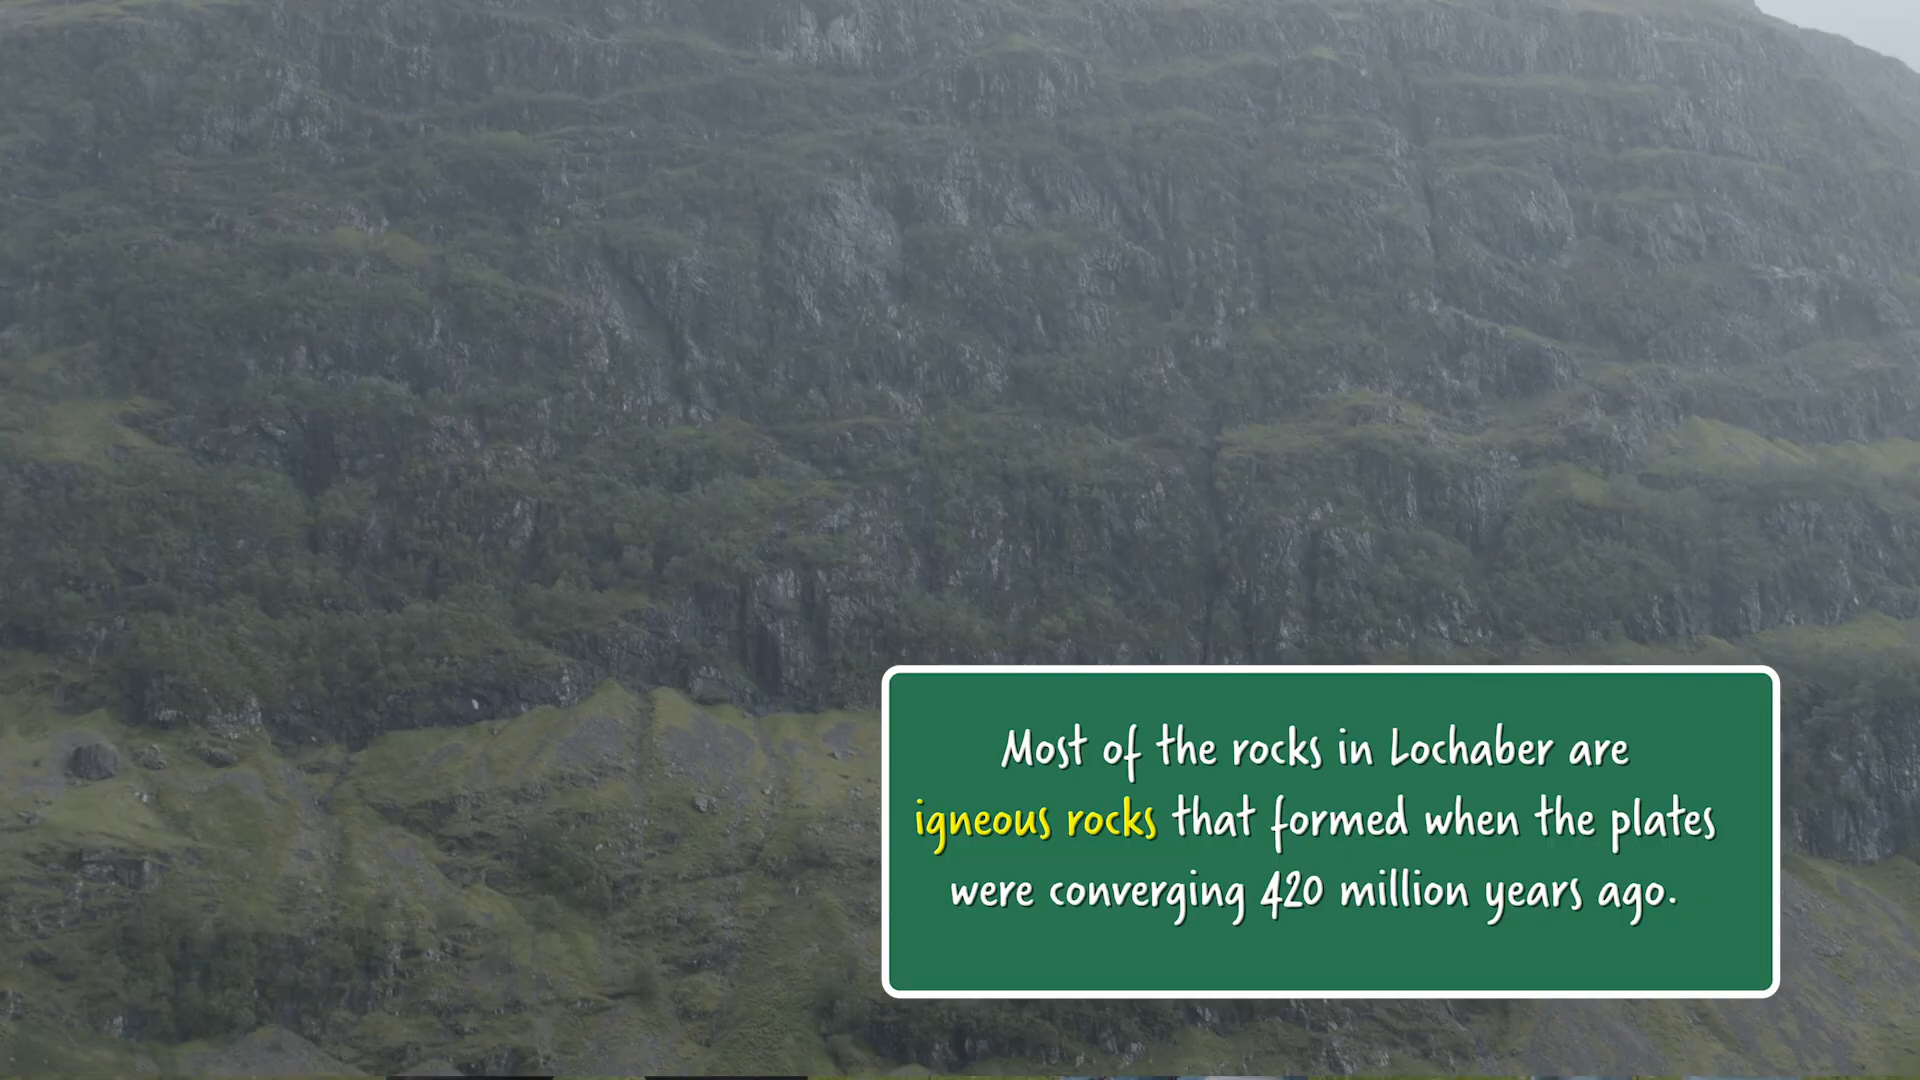 Most of the rocks in Lochaber are
igneous rocks that formed when the plates
were converging 420 million years ago.